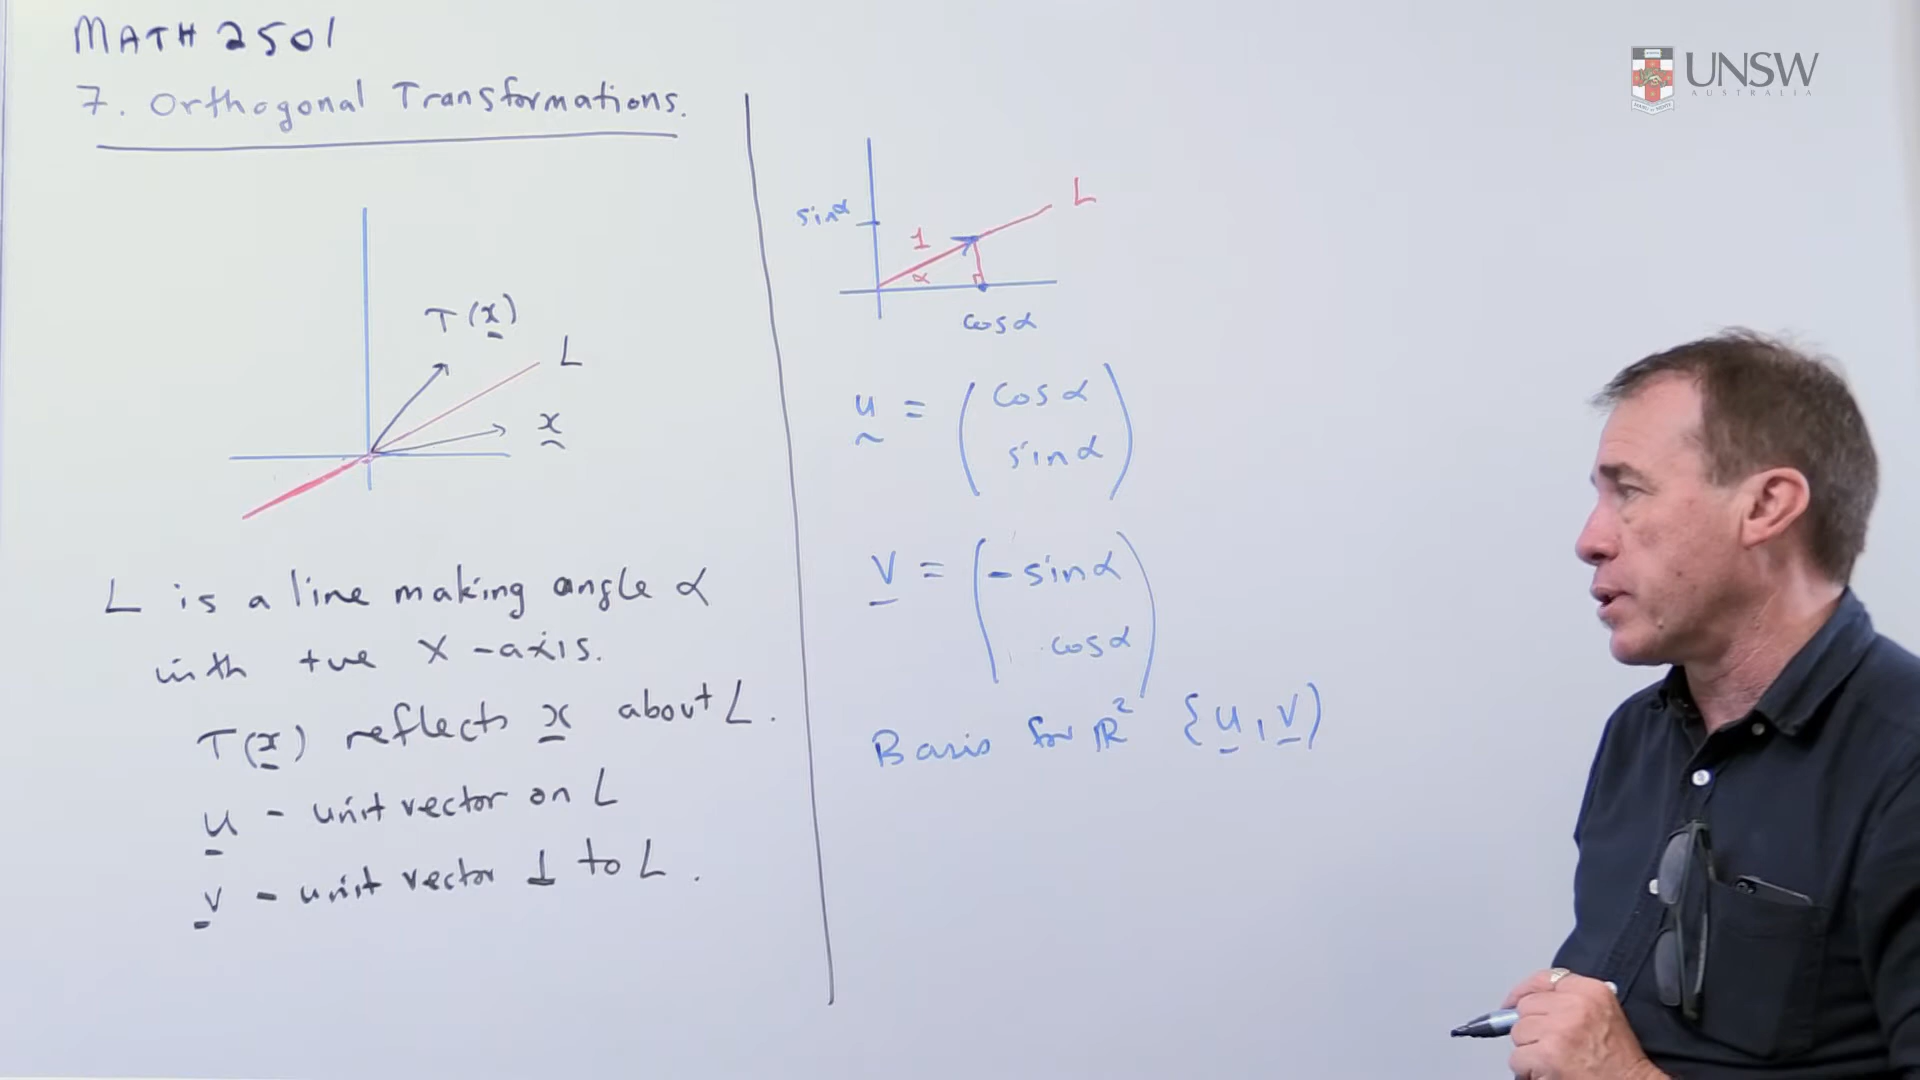 MATH 2501
7. Orthogonal Transformations.
T(x)
L
x
L is a line making angle α
with +ve X-axis.
T(x) reflects x about L.
u - unit vector on L
v - unit vector ⊥ to L.
sinα
1
α
L
cosα
u = (cosα
sinα)
v = (-sinα
cosα)
Basis for ℝ² {u, v}
UNSW
AUSTRALIA